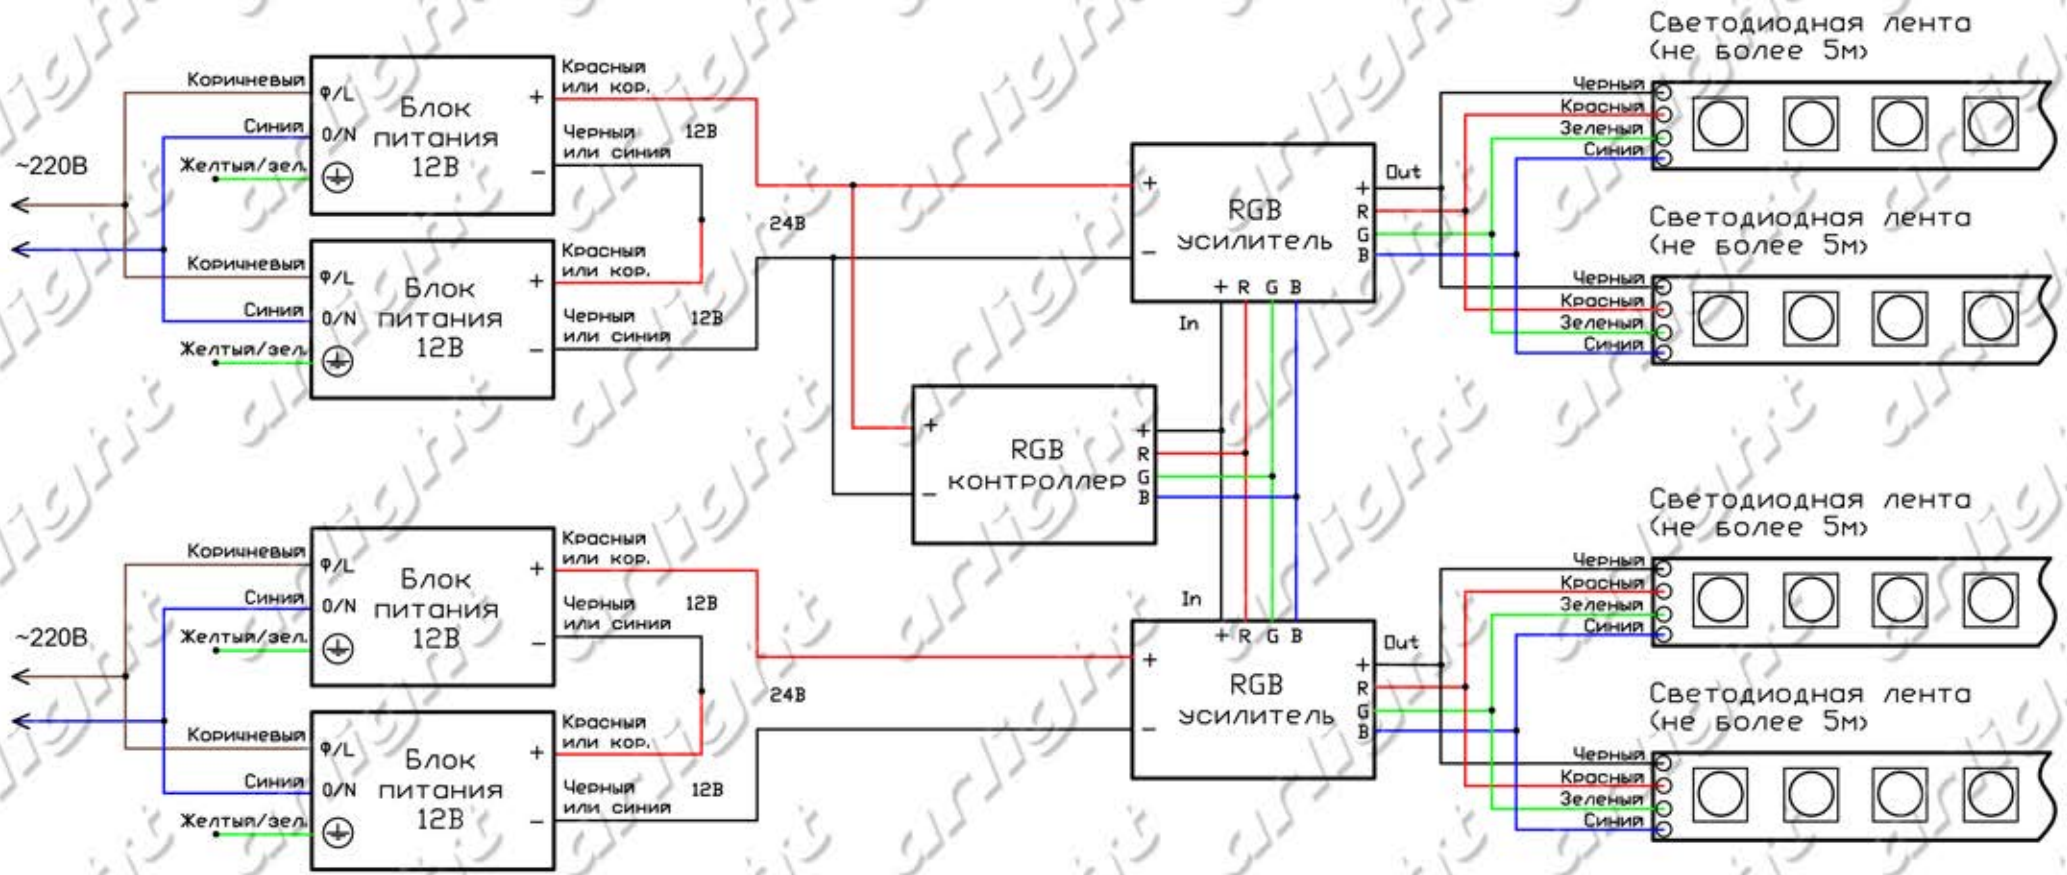 ~220В
Коричневый
Синий
Желтый/зел.
Ф/L
0/N
Блок
питания
12В
+
−
Красный
или кор.
Черный
или синий
12В
Коричневый
Синий
Желтый/зел.
Ф/L
0/N
Блок
питания
12В
+
−
Красный
или кор.
Черный
или синий
12В
24В
+
−
RGB
усилитель
+ R G B
In
Out
+
R
G
B
Светодиодная лента
(не более 5м)
Черный
Красный
Зеленый
Синий
Светодиодная лента
(не более 5м)
Черный
Красный
Зеленый
Синий
+
−
RGB
контроллер
+
R
G
B
~220В
Коричневый
Синий
Желтый/зел.
Ф/L
0/N
Блок
питания
12В
+
−
Красный
или кор.
Черный
или синий
12В
Коричневый
Синий
Желтый/зел.
Ф/L
0/N
Блок
питания
12В
+
−
Красный
или кор.
Черный
или синий
12В
24В
In
+ R G B
+
−
RGB
усилитель
Out
+
R
G
B
Светодиодная лента
(не более 5м)
Черный
Красный
Зеленый
Синий
Светодиодная лента
(не более 5м)
Черный
Красный
Зеленый
Синий
arlight